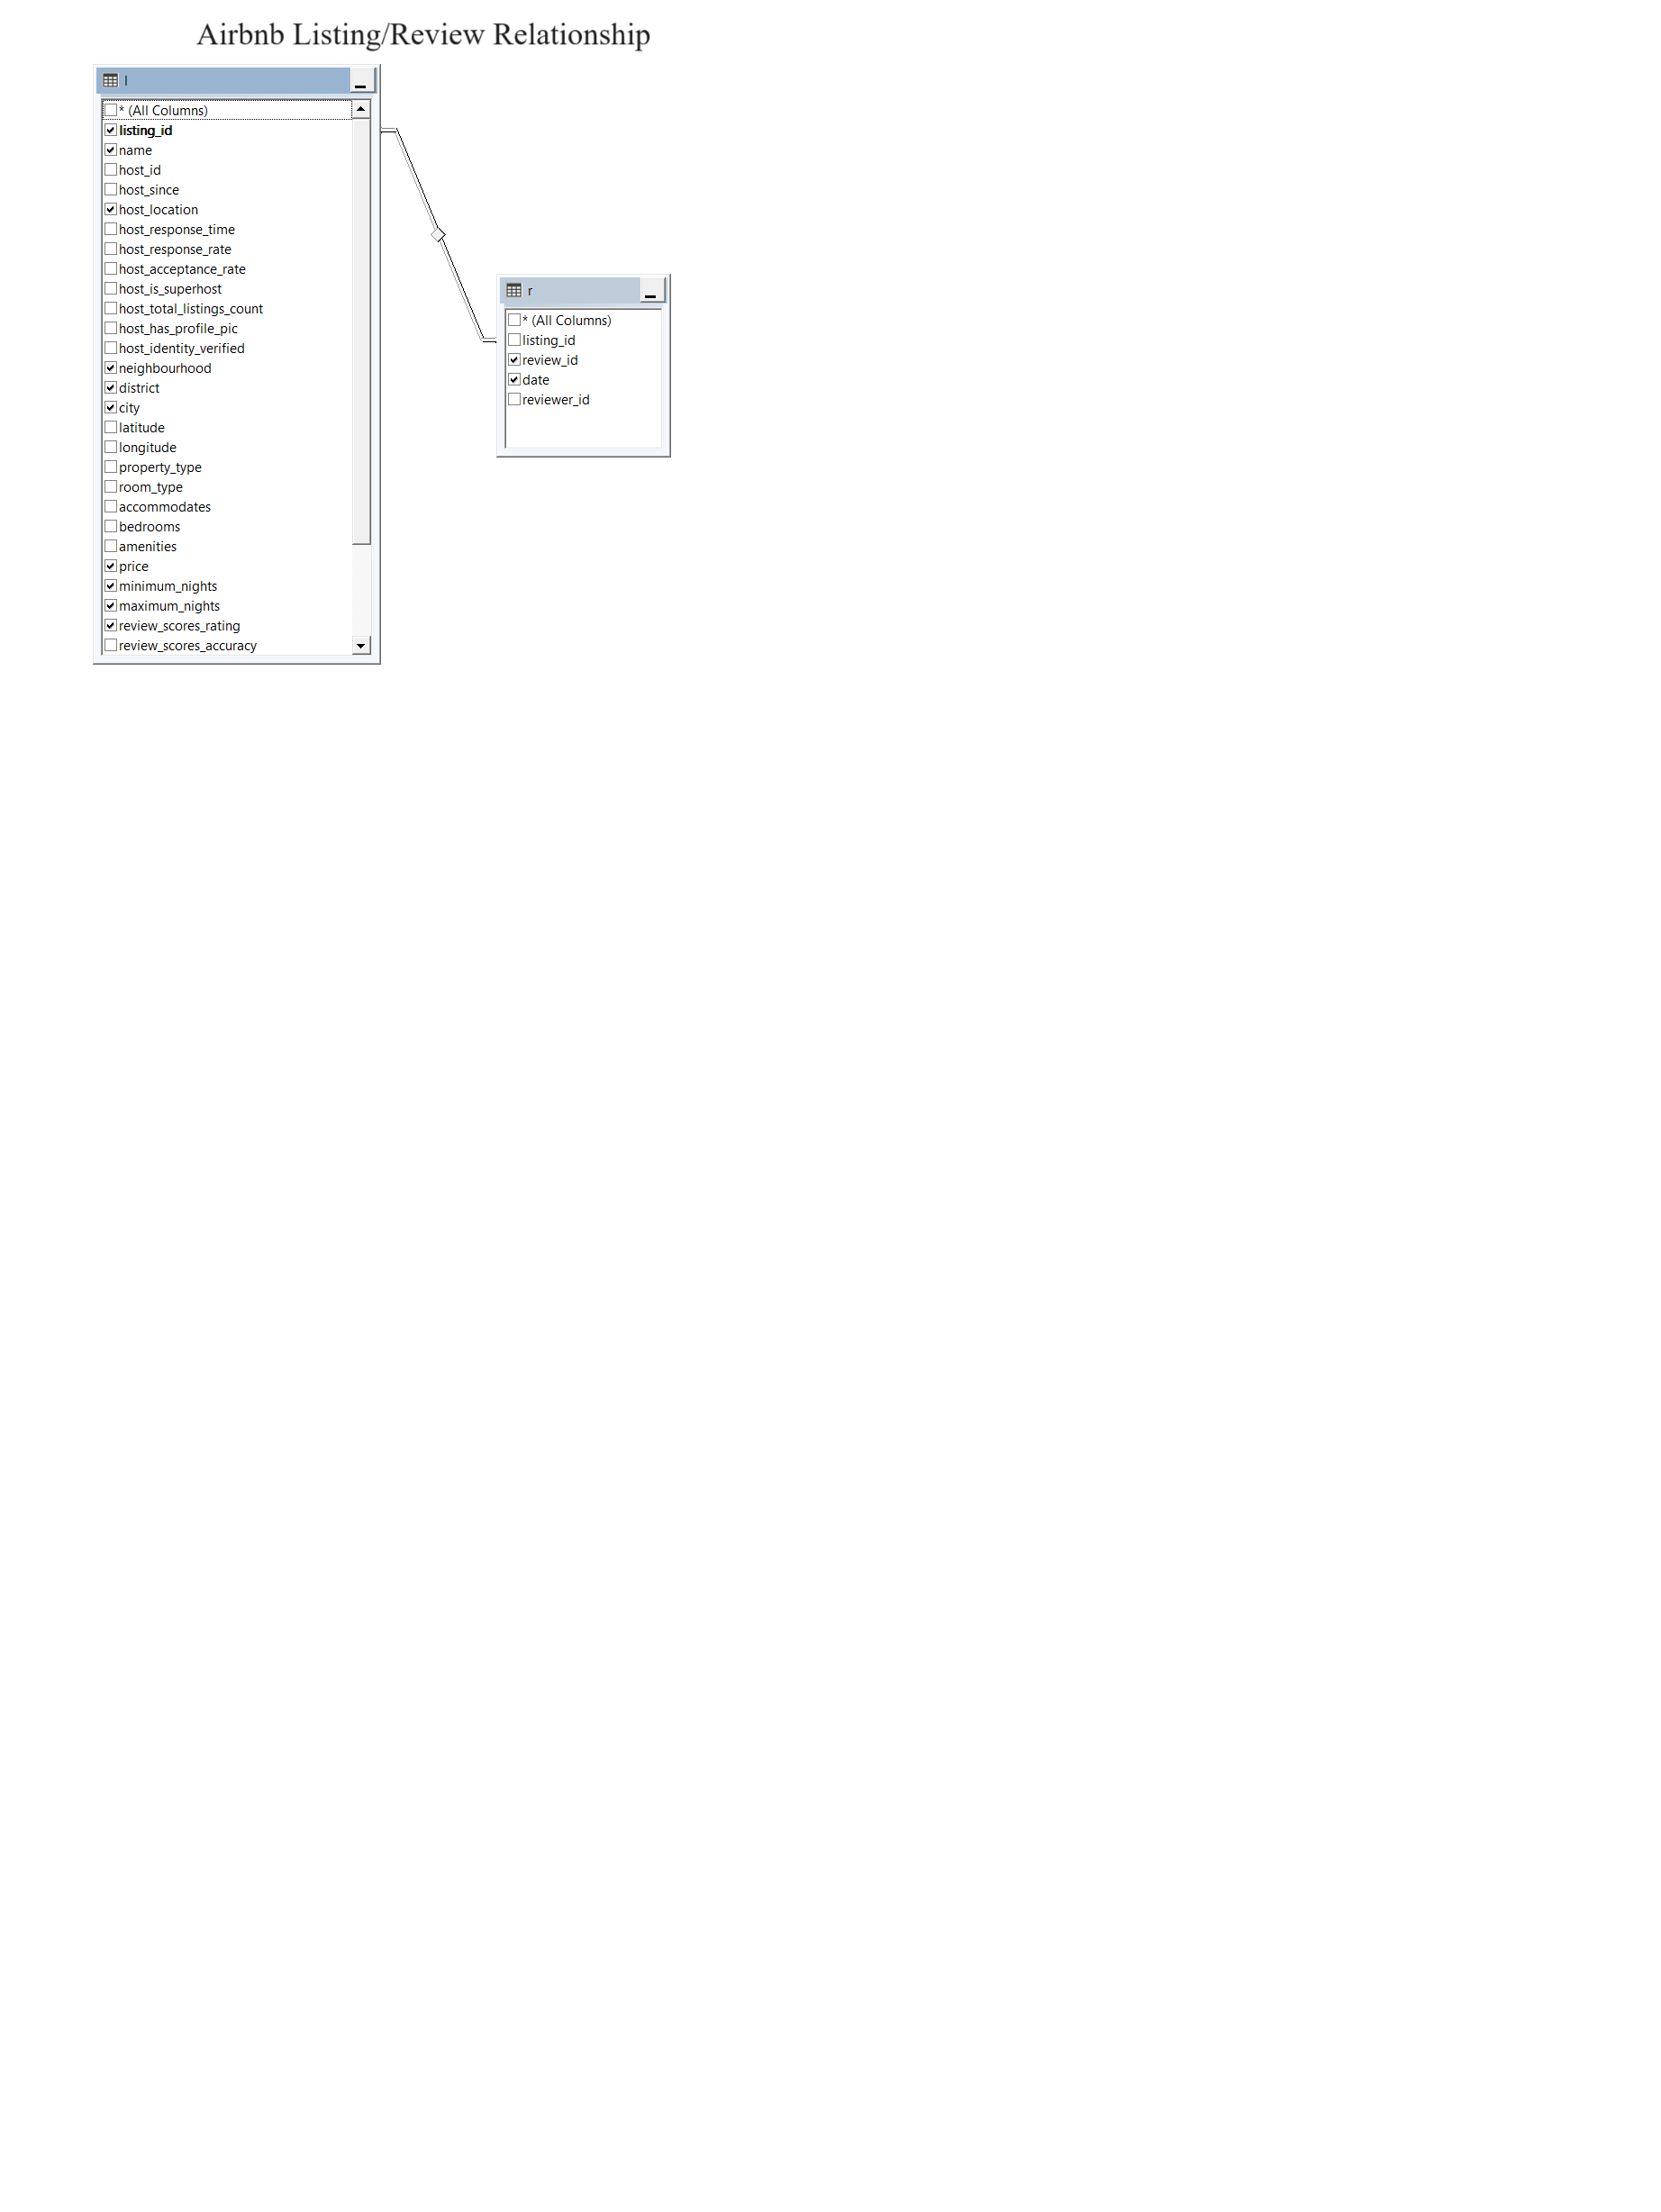 Airbnb Listing/Review Relationship
l
* (All Columns)
listing_id
name
host_id
host_since
host_location
host_response_time
host_response_rate
host_acceptance_rate
host_is_superhost
host_total_listings_count
host_has_profile_pic
host_identity_verified
neighbourhood
district
city
latitude
longitude
property_type
room_type
accommodates
bedrooms
amenities
price
minimum_nights
maximum_nights
review_scores_rating
review_scores_accuracy
r
* (All Columns)
listing_id
review_id
date
reviewer_id